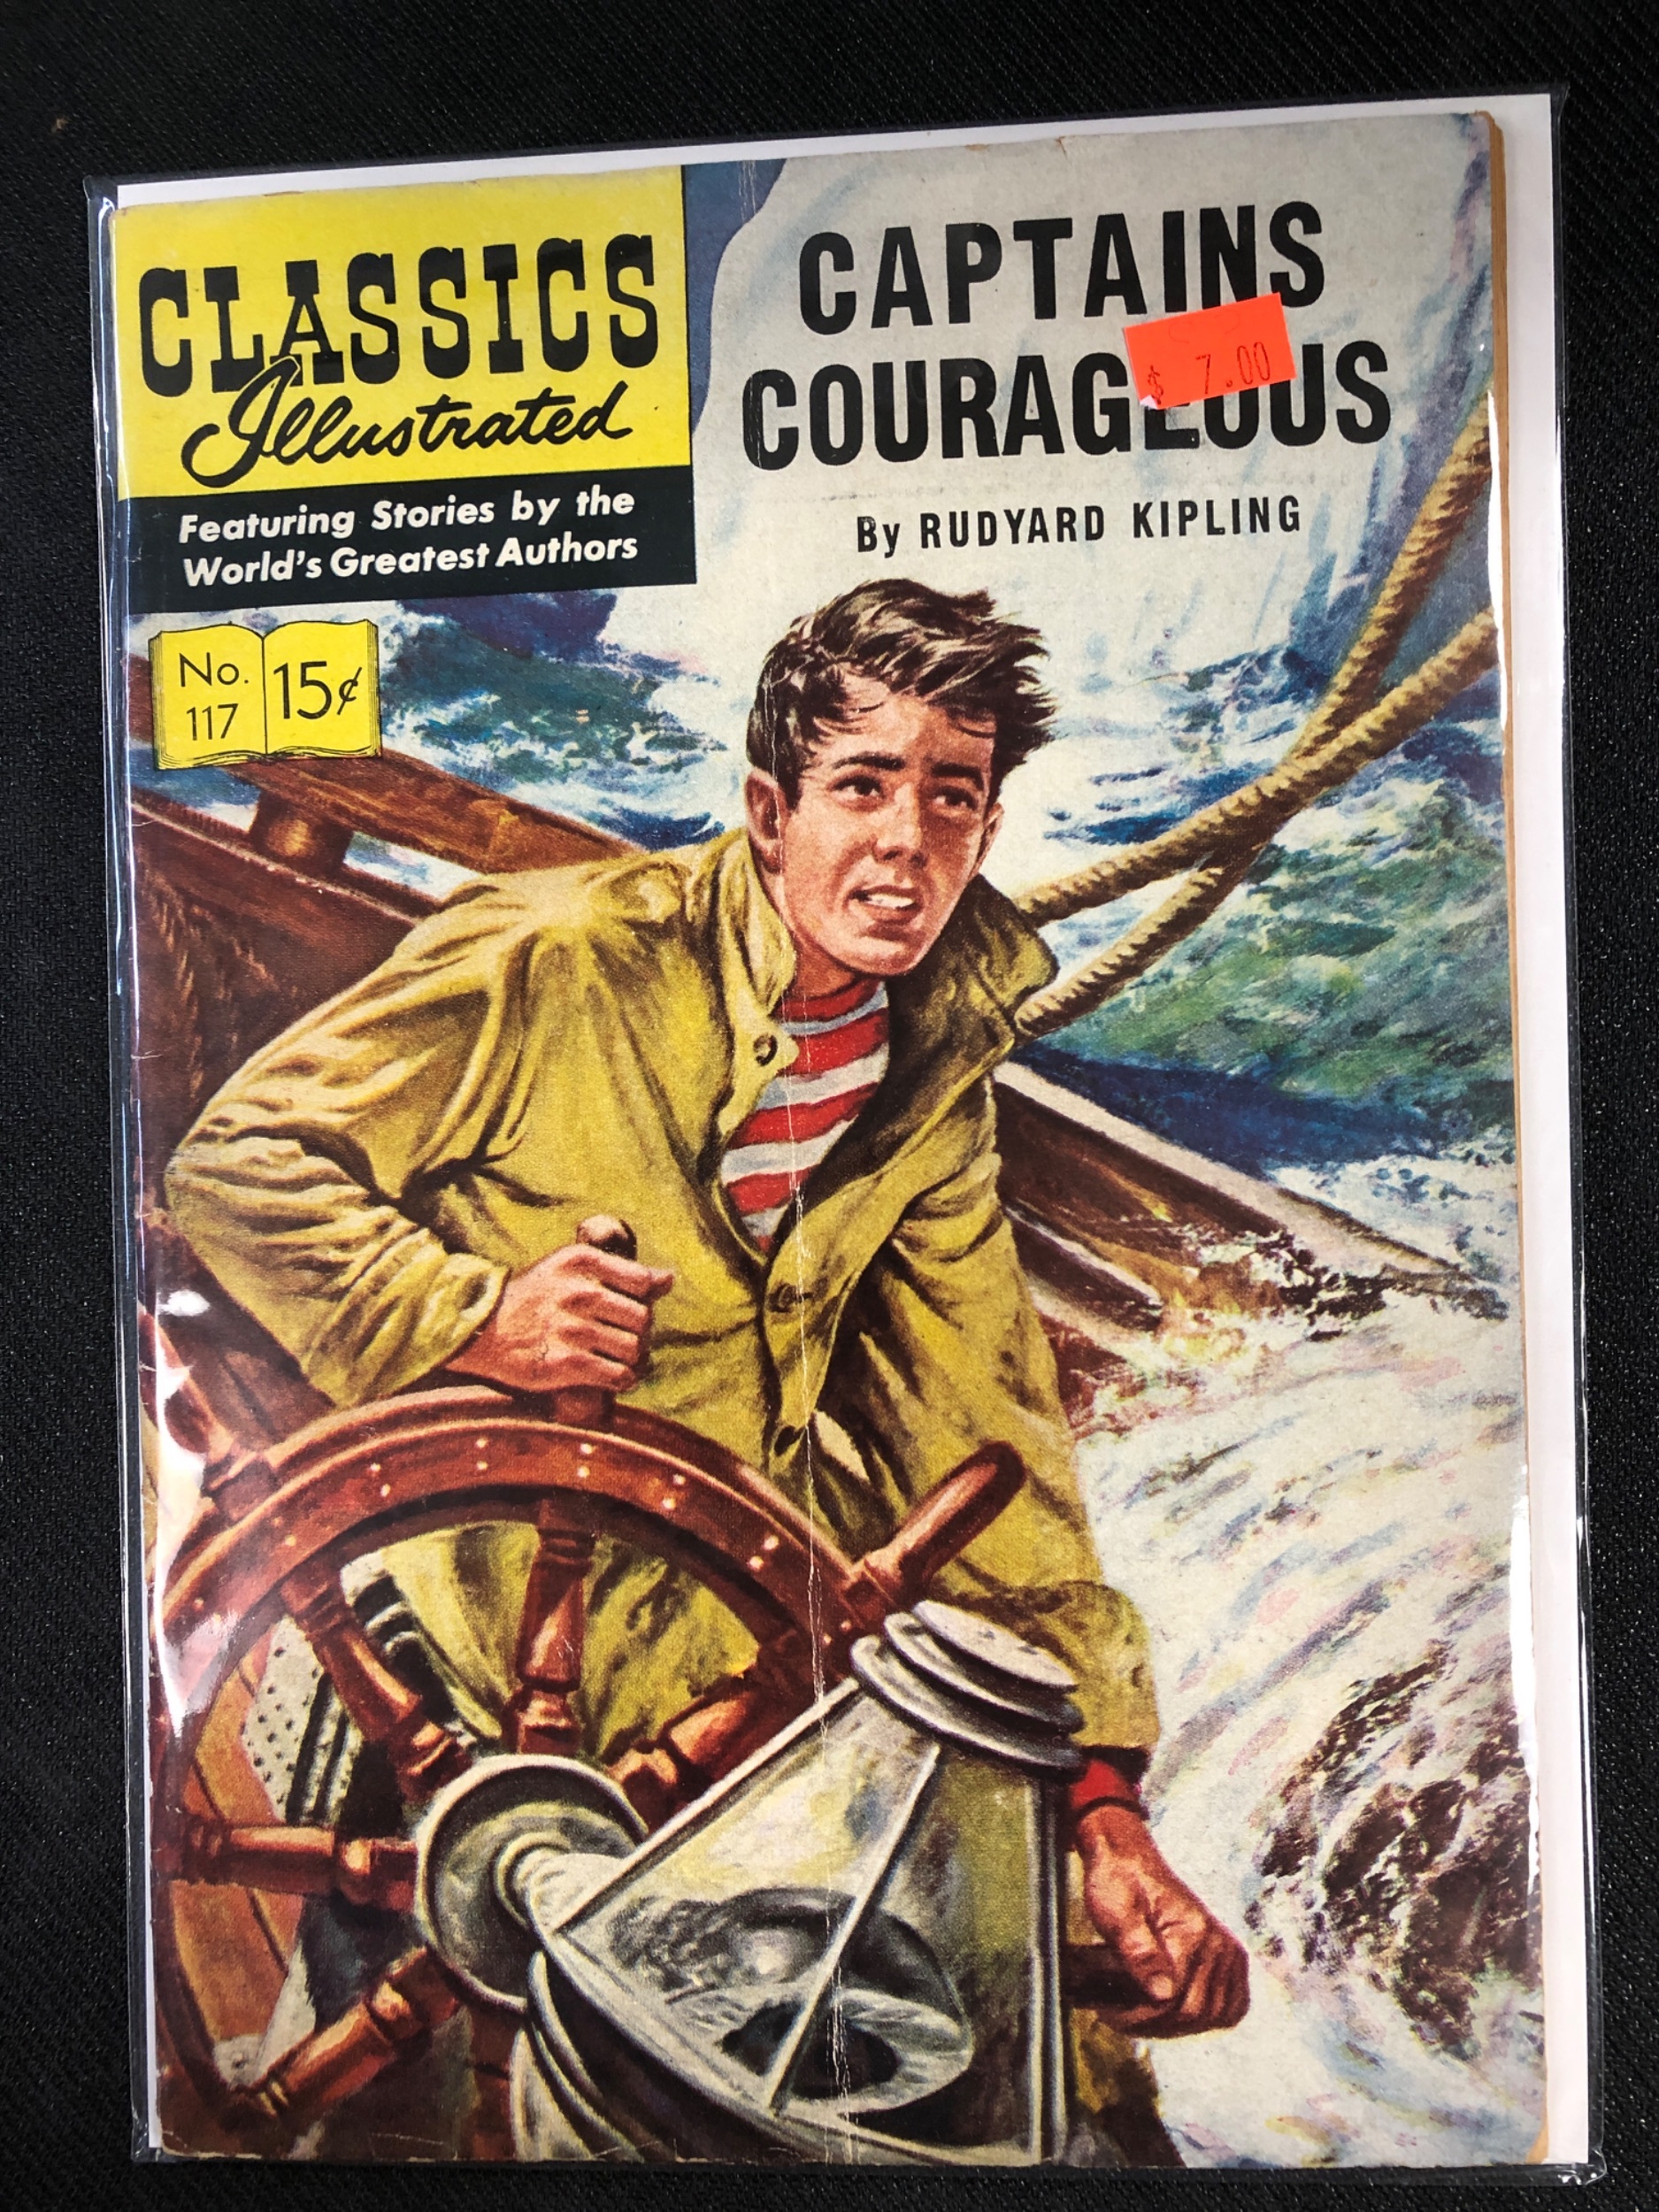 CLASSICS
Illustrated
Featuring Stories by the
World's Greatest Authors
No.
117
15¢
CAPTAINS
COURAGEOUS
$ 7.00
By RUDYARD KIPLING